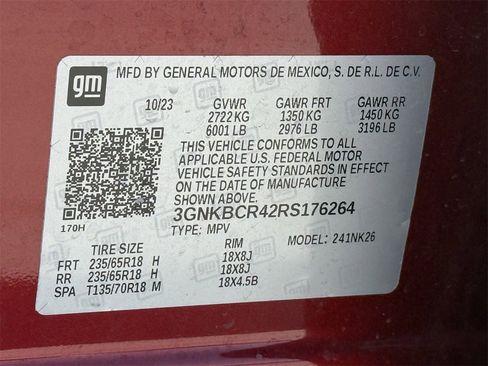 gm
MFD BY GENERAL MOTORS DE MEXICO, S. DE R.L. DE C.V.
10/23 GVWR GAWR FRT GAWR RR
2722 KG 1350 KG 1450 KG
6001 LB 2976 LB 3196 LB
THIS VEHICLE CONFORMS TO ALL
APPLICABLE U.S. FEDERAL MOTOR
VEHICLE SAFETY STANDARDS IN EFFECT
ON THE DATE OF MANUFACTURE
SHOWN ABOVE.
170H
3GNKBCR42RS176264
TYPE: MPV MODEL: 241NK26
TIRE SIZE RIM
FRT 235/65R18 H 18X8J
RR 235/65R18 H 18X8J
SPA T135/70R18 M 18X4.5B